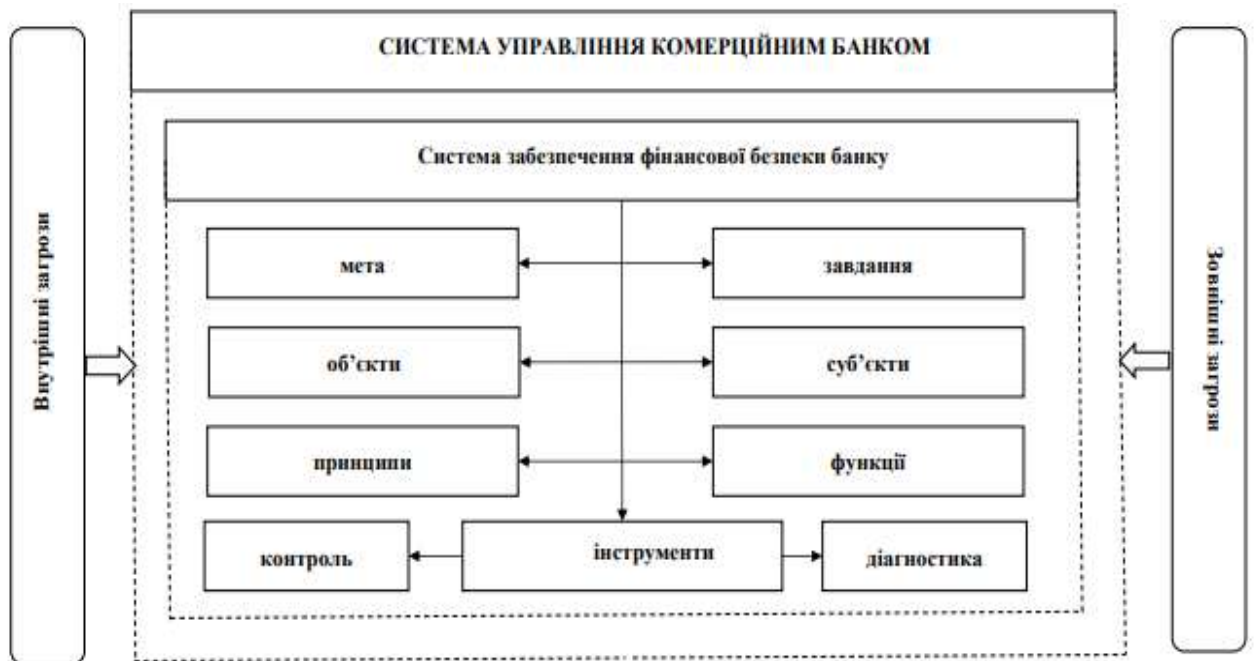 СИСТЕМА УПРАВЛІННЯ КОМЕРЦІЙНИМ БАНКОМ
Система забезпечення фінансової безпеки банку
Внутрішні загрози
мета
завдання
об’єкти
суб’єкти
принципи
функції
контроль
інструменти
діагностика
Зовнішні загрози